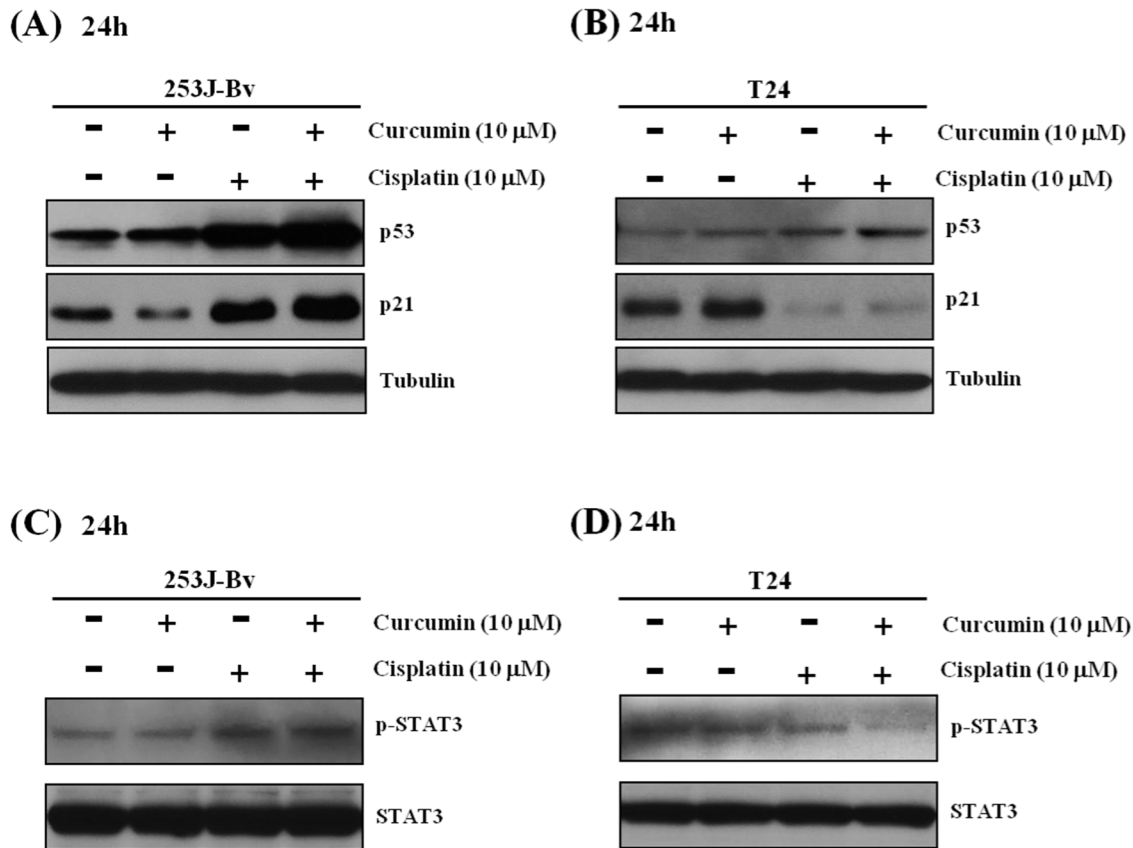 (A) 24h
253J-Bv
- + - + Curcumin (10 μM)
- - + + Cisplatin (10 μM)
p53
p21
Tubulin
(B) 24h
T24
- + - + Curcumin (10 μM)
- - + + Cisplatin (10 μM)
p53
p21
Tubulin
(C) 24h
253J-Bv
- + - + Curcumin (10 μM)
- - + + Cisplatin (10 μM)
p-STAT3
STAT3
(D) 24h
T24
- + - + Curcumin (10 μM)
- - + + Cisplatin (10 μM)
p-STAT3
STAT3